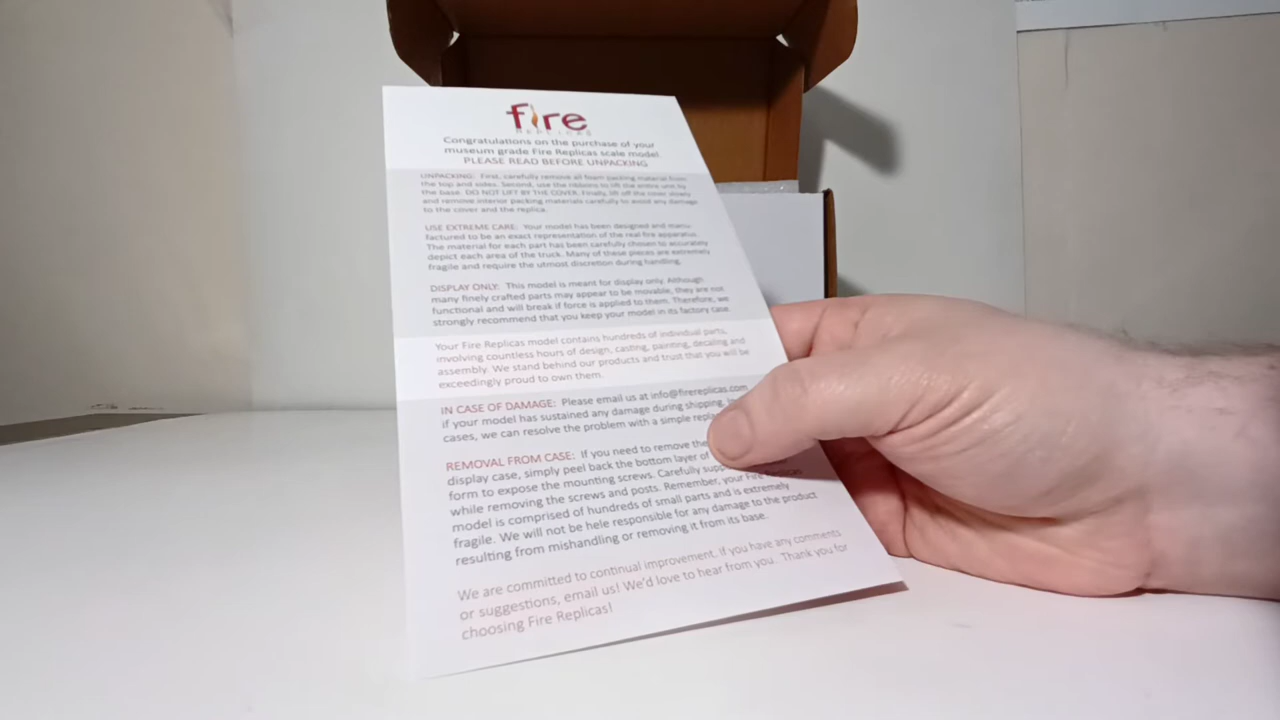 fire
REPLICAS
Congratulations on the purchase of your
museum grade Fire Replicas scale model.
PLEASE READ BEFORE UNPACKING
UNPACKING: First, carefully remove all foam packing material from
the top and sides. Second, use the ribbons to lift the entire unit by
the base. DO NOT LIFT BY THE COVER. Finally, lift off the cover slowly
and remove interior packing materials carefully to avoid any damage
to the cover and the replica.
USE EXTREME CARE: Your model has been designed and manu-
factured to be an exact representation of the real fire apparatus.
The material for each part has been carefully chosen to accurately
depict each area of the truck. Many of these pieces are extremely
fragile and require the utmost discretion during handling.
DISPLAY ONLY: This model is meant for display only. Although
many finely crafted parts may appear to be movable, they are not
functional and will break if force is applied to them. Therefore, we
strongly recommend that you keep your model in its factory case.
Your Fire Replicas model contains hundreds of individual parts,
involving countless hours of design, casting, painting, decaling and
assembly. We stand behind our products and trust that you will be
exceedingly proud to own them.
IN CASE OF DAMAGE: Please email us at info@firereplicas.com
if your model has sustained any damage during shipping.
cases, we can resolve the problem with a simple
REMOVAL FROM CASE: If you need to remove the
display case, simply peel back the bottom layer of
form to expose the mounting screws. Carefully
while removing the screws and posts. Remember, your Fire Replicas
model is comprised of hundreds of small parts and is extremely
fragile. We will not be hele responsible for any damage to the product
resulting from mishandling or removing it from its base.
We are committed to continual improvement, if you have any comments
or suggestions, email us! We'd love to hear from you. Thank you for
choosing Fire Replicas!